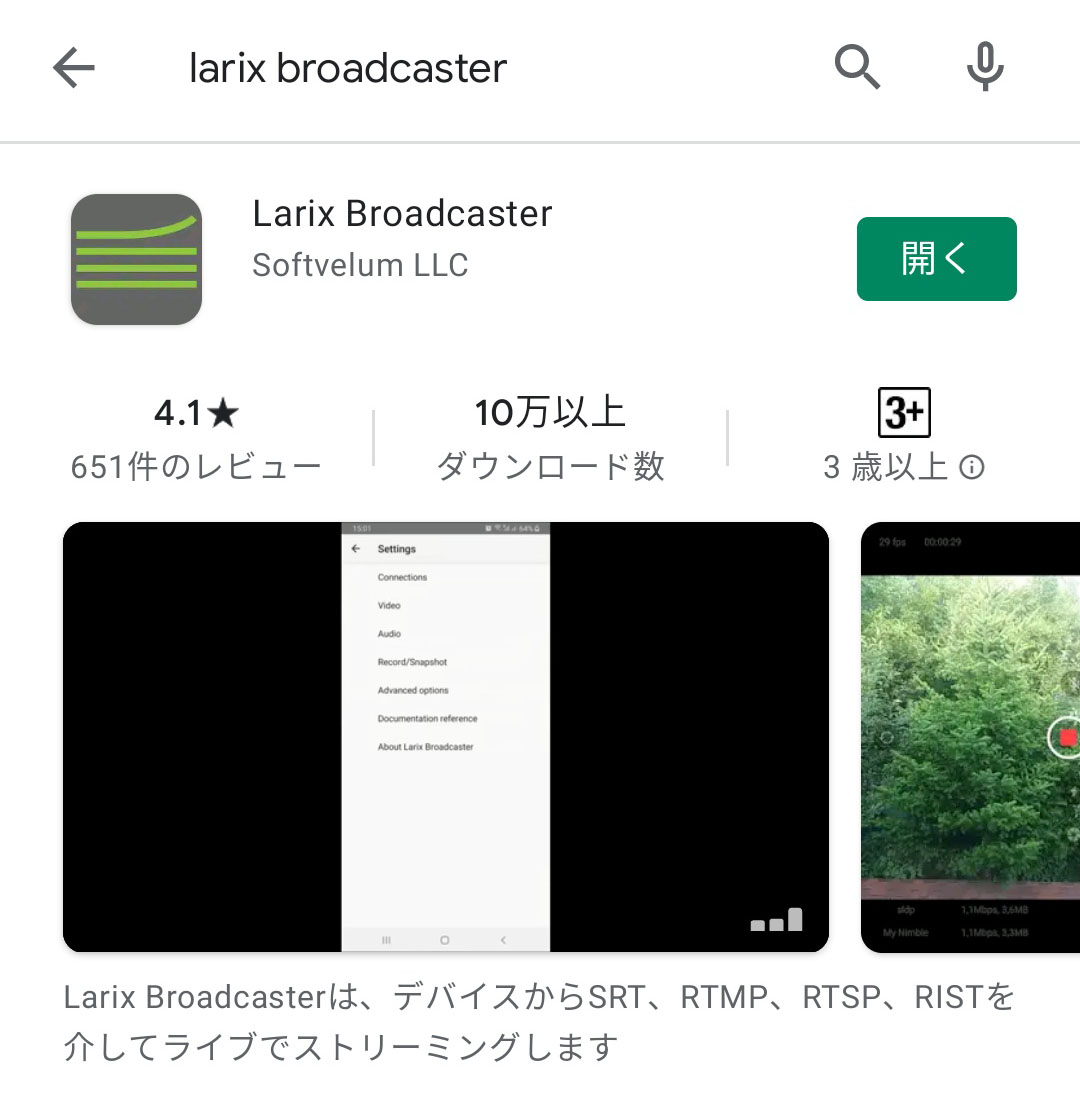 larix broadcaster
Larix Broadcaster
Softvelum LLC
開く
4.1★
651件のレビュー
10万以上
ダウンロード数
3+
3 歳以上
15:01
64%
Settings
Connections
Video
Audio
Record/Snapshot
Advanced options
Documentation reference
About Larix Broadcaster
29 fps 00:00:29
sldp 1,1Mbps, 3,6MB
My Nimble 1,1Mbps, 3,3MB
Larix Broadcasterは、デバイスからSRT、RTMP、RTSP、RISTを
介してライブでストリーミングします